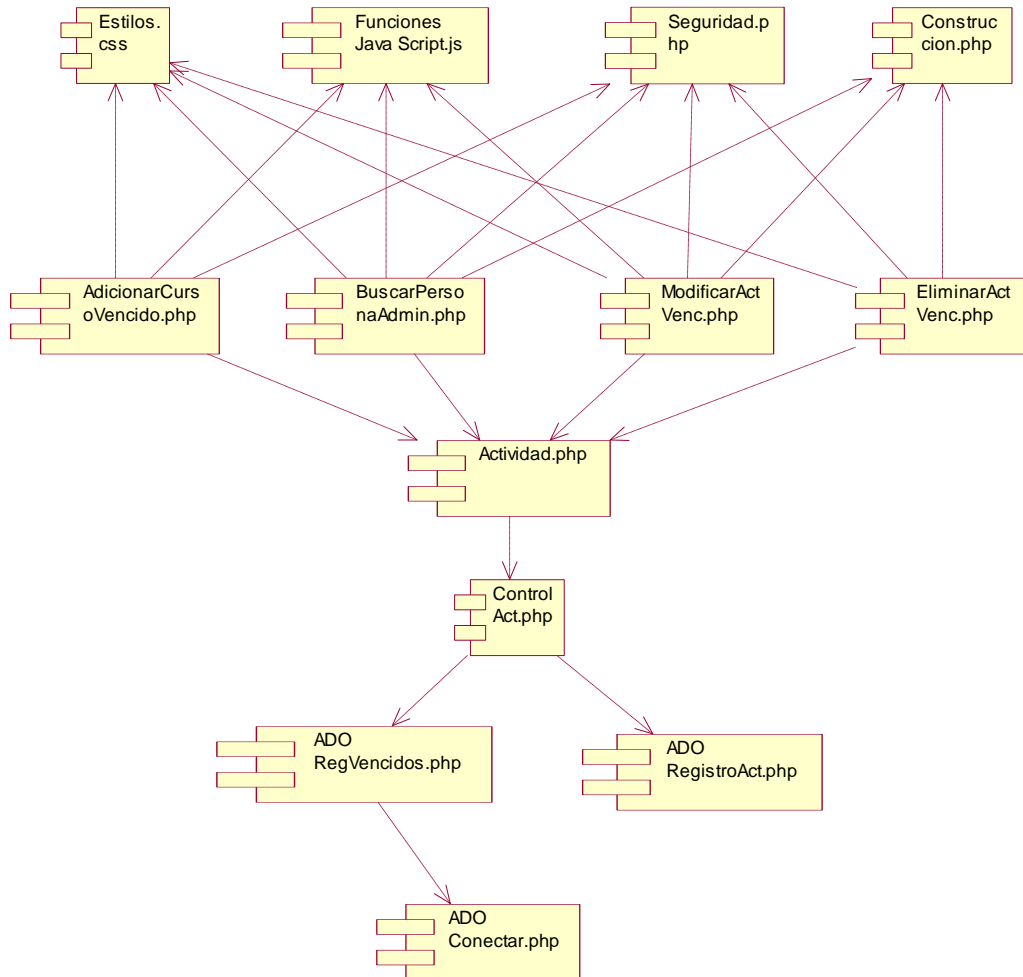 Estilos.
css
Funciones
Java Script.js
Seguridad.p
hp
Construc
cion.php
AdicionarCurs
oVencido.php
BuscarPerso
naAdmin.php
ModificarAct
Venc.php
EliminarAct
Venc.php
Actividad.php
Control
Act.php
ADO
RegVencidos.php
ADO
RegistroAct.php
ADO
Conectar.php